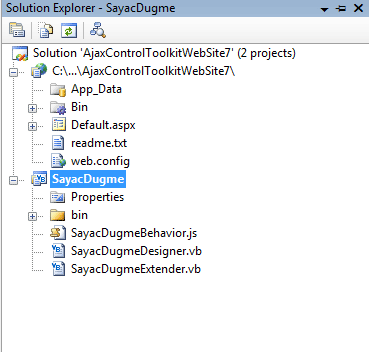 Solution Explorer - SayacDugme
Solution 'AjaxControlToolkitWebSite7' (2 projects)
C:\...\AjaxControlToolkitWebSite7\
App_Data
Bin
Default.aspx
readme.txt
web.config
SayacDugme
Properties
bin
SayacDugmeBehavior.js
SayacDugmeDesigner.vb
SayacDugmeExtender.vb